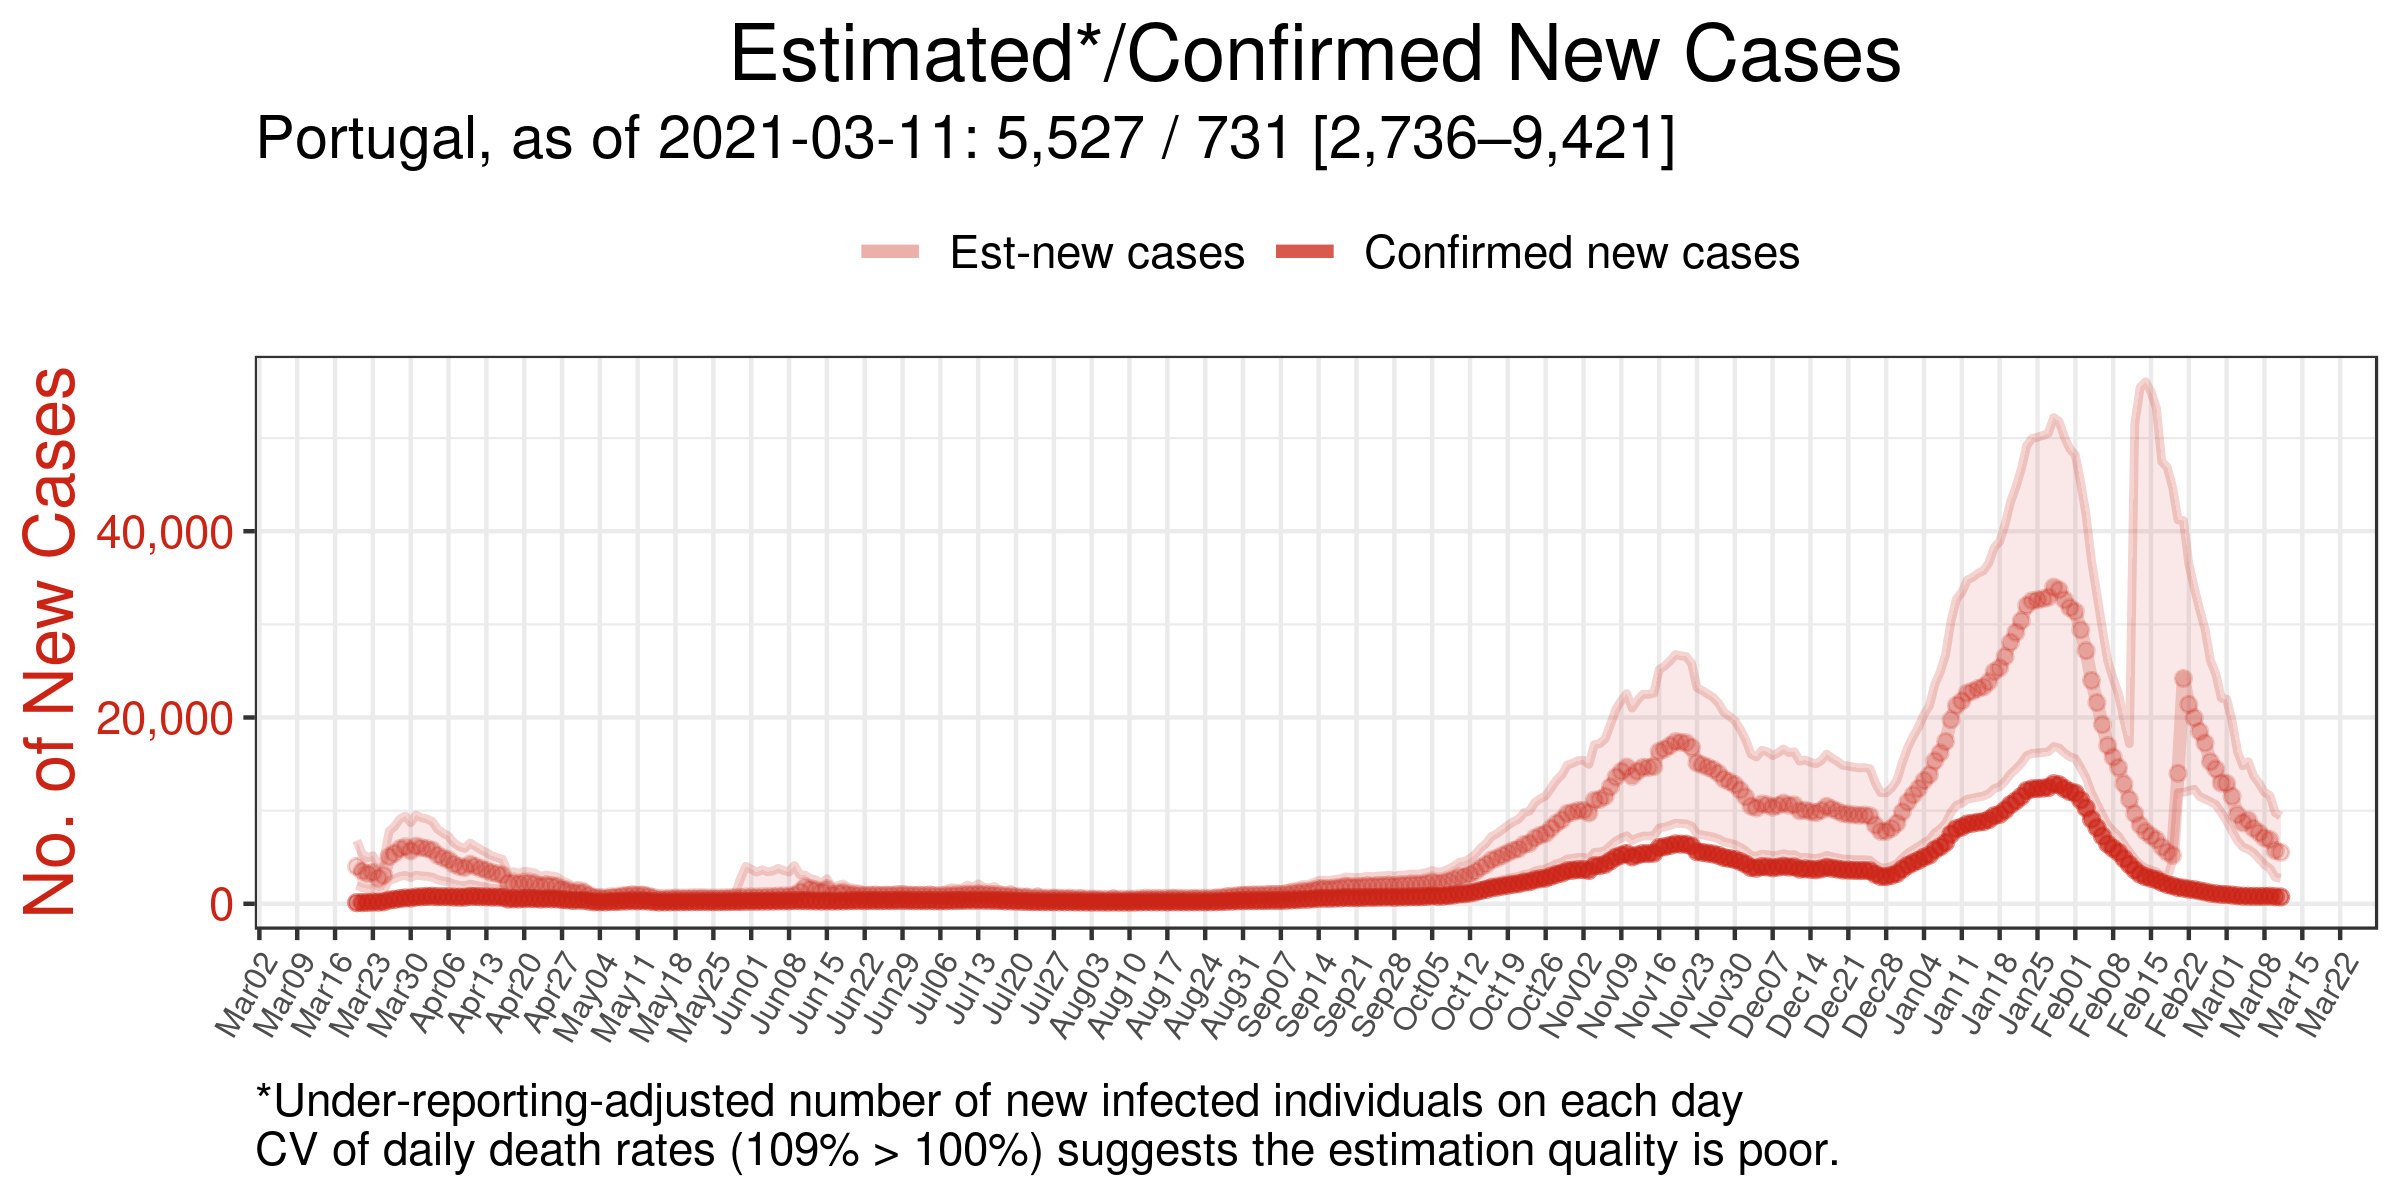 Estimated*/Confirmed New Cases
Portugal, as of 2021-03-11: 5,527 / 731 [2,736–9,421]
Est-new cases
Confirmed new cases
No. of New Cases
40,000
20,000
0
Mar02
Mar09
Mar16
Mar23
Mar30
Apr06
Apr13
Apr20
Apr27
May04
May11
May18
May25
Jun01
Jun08
Jun15
Jun22
Jun29
Jul06
Jul13
Jul20
Jul27
Aug03
Aug10
Aug17
Aug24
Aug31
Sep07
Sep14
Sep21
Sep28
Oct05
Oct12
Oct19
Oct26
Nov02
Nov09
Nov16
Nov23
Nov30
Dec07
Dec14
Dec21
Dec28
Jan04
Jan11
Jan18
Jan25
Feb01
Feb08
Feb15
Feb22
Mar01
Mar08
Mar15
Mar22
*Under-reporting-adjusted number of new infected individuals on each day
CV of daily death rates (109% > 100%) suggests the estimation quality is poor.